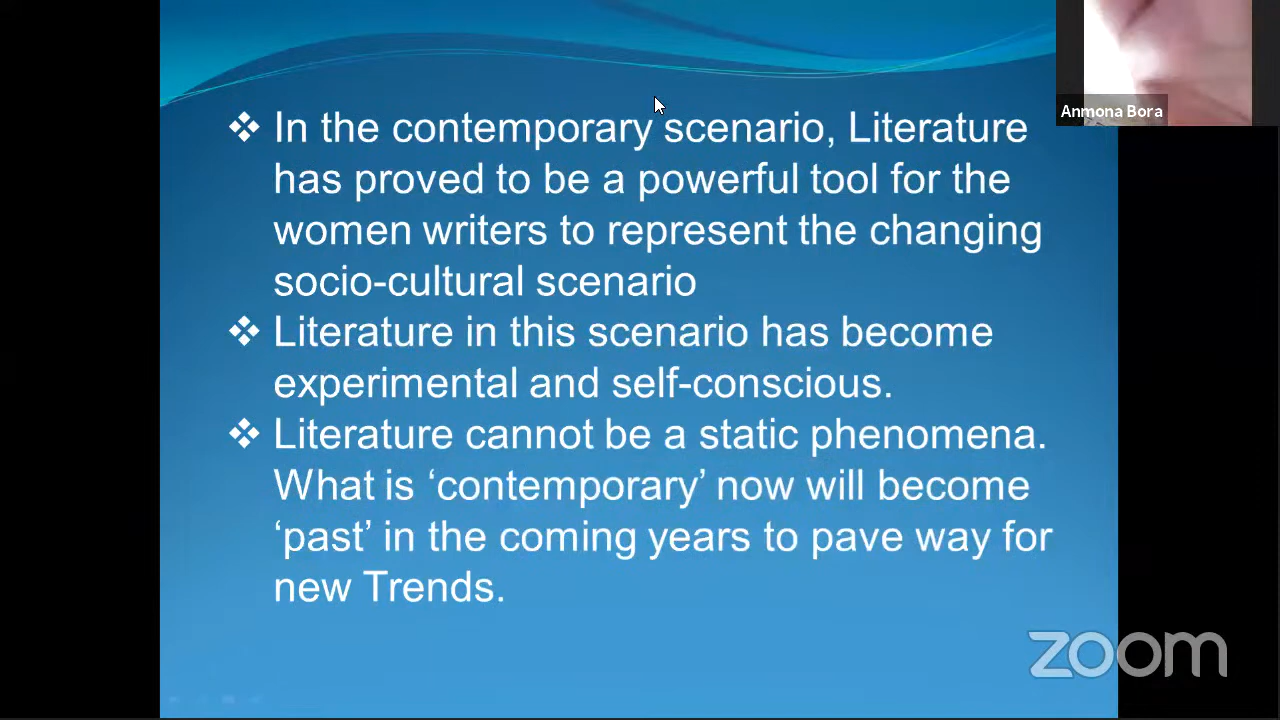 Anmona Bora
❖ In the contemporary scenario, Literature
has proved to be a powerful tool for the
women writers to represent the changing
socio-cultural scenario
❖ Literature in this scenario has become
experimental and self-conscious.
❖ Literature cannot be a static phenomena.
What is ‘contemporary’ now will become
‘past’ in the coming years to pave way for
new Trends.
zoom